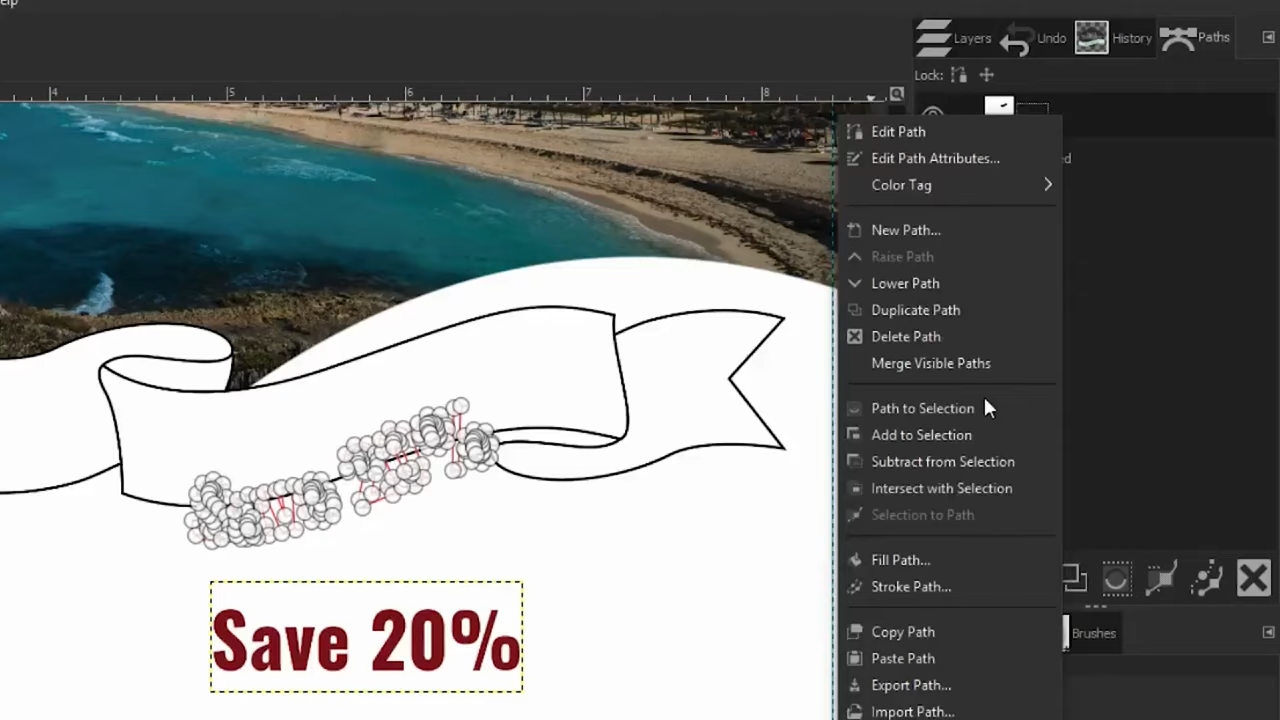 elp
Layers
Undo
History
Paths
Lock:
4
5
6
7
8
Edit Path
Edit Path Attributes...
ed
Color Tag
New Path...
Raise Path
Lower Path
Duplicate Path
Delete Path
Merge Visible Paths
Path to Selection
Add to Selection
Subtract from Selection
Intersect with Selection
Selection to Path
Fill Path...
Stroke Path...
Copy Path
Brushes
Paste Path
Export Path...
Import Path...
Save 20%